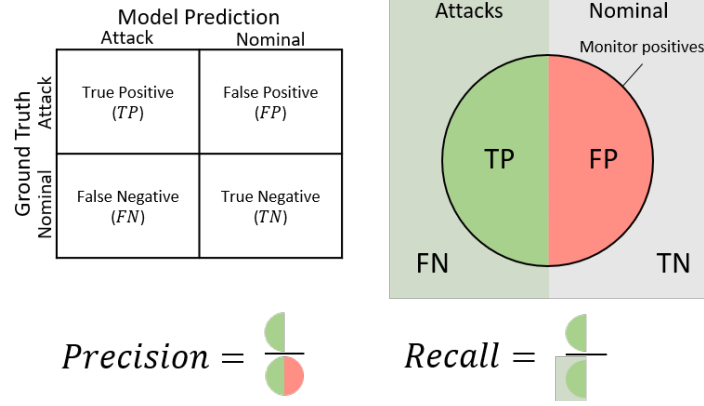 Model Prediction
Attack
Nominal
Ground Truth
Attack
Nominal
True Positive
(TP)
False Positive
(FP)
False Negative
(FN)
True Negative
(TN)
Attacks
Nominal
Monitor positives
TP
FP
FN
TN
Precision =
Recall =